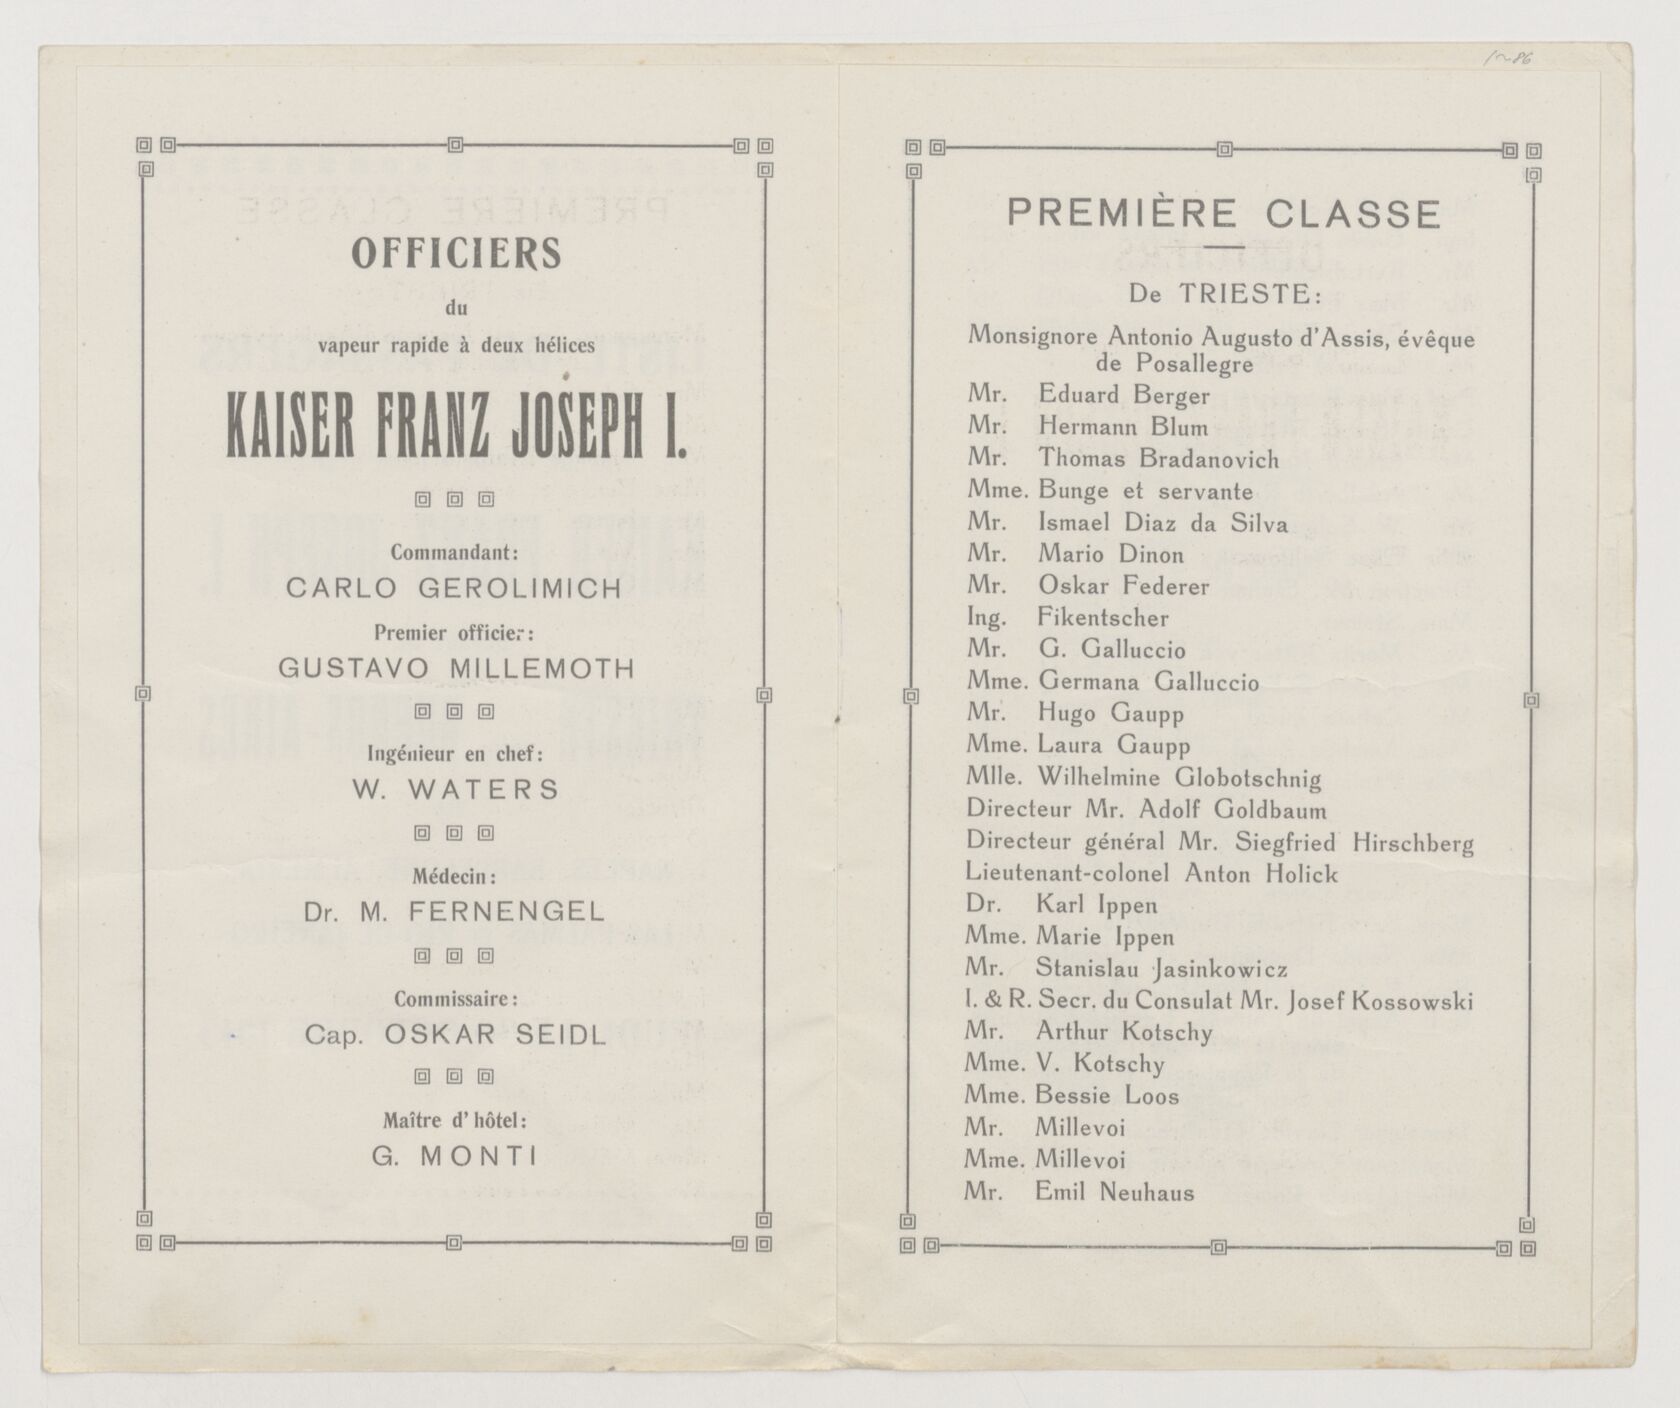 OFFICIERS
du
vapeur rapide à deux hélices
KAISER FRANZ JOSEPH I.
Commandant:
CARLO GEROLIMICH
Premier officier:
GUSTAVO MILLEMOTH
Ingénieur en chef:
W. WATERS
Médecin:
Dr. M. FERNENGEL
Commissaire:
Cap. OSKAR SEIDL
Maître d'hôtel:
G. MONTI
PREMIÈRE CLASSE
De TRIESTE:
Monsignore Antonio Augusto d'Assis, évêque
de Posallegre
Mr. Eduard Berger
Mr. Hermann Blum
Mr. Thomas Bradanovich
Mme. Bunge et servante
Mr. Ismael Diaz da Silva
Mr. Mario Dinon
Mr. Oskar Federer
Ing. Fikentscher
Mr. G. Galluccio
Mme. Germana Galluccio
Mr. Hugo Gaupp
Mme. Laura Gaupp
Mlle. Wilhelmine Globotschnig
Directeur Mr. Adolf Goldbaum
Directeur général Mr. Siegfried Hirschberg
Lieutenant-colonel Anton Holick
Dr. Karl Ippen
Mme. Marie Ippen
Mr. Stanislau Jasinkowicz
I. & R. Secr. du Consulat Mr. Josef Kossowski
Mr. Arthur Kotschy
Mme. V. Kotschy
Mme. Bessie Loos
Mr. Millevoi
Mme. Millevoi
Mr. Emil Neuhaus